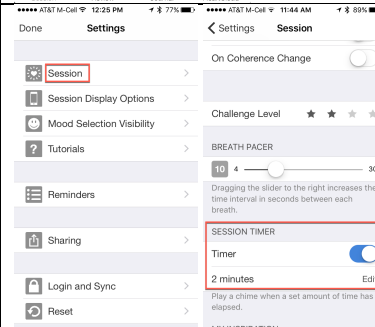 AT&T M-Cell 12:25 PM 77%
Done Settings
Session
Session Display Options
Mood Selection Visibility
? Tutorials
Reminders
Sharing
Login and Sync
Reset
AT&T M-Cell 11:44 AM 89%
Settings Session
On Coherence Change
Challenge Level
BREATH PACER
10 4 30
Dragging the slider to the right increases the
time interval in seconds between each
breath.
SESSION TIMER
Timer
2 minutes Edi
Play a chime when a set amount of time has
elapsed.